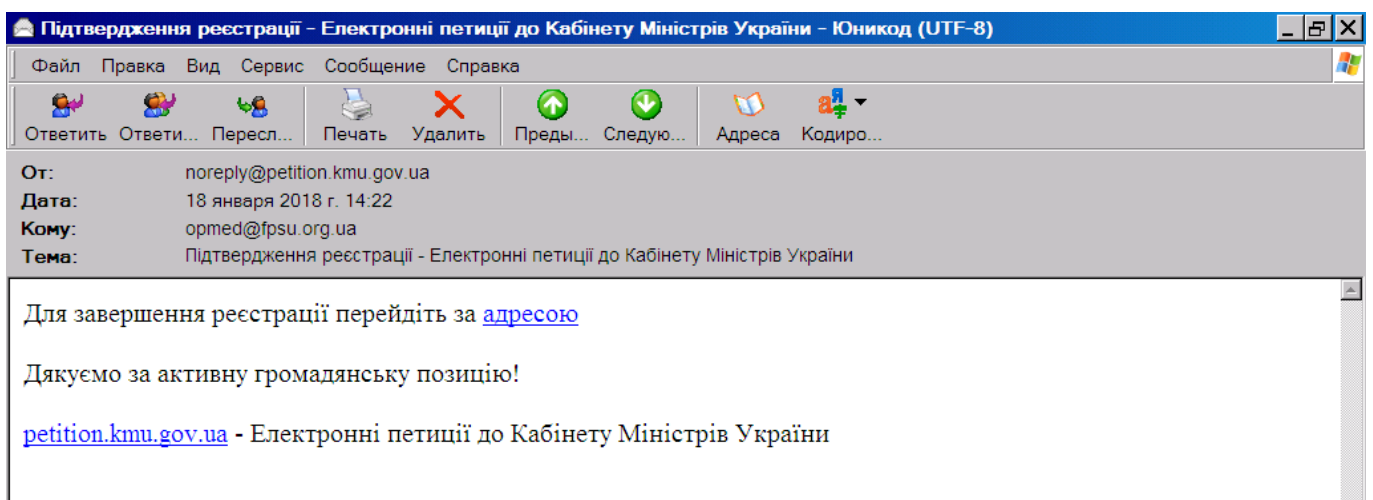 Підтвердження реєстрації - Електронні петиції до Кабінету Міністрів України - Юникод (UTF-8)
Файл Правка Вид Сервис Сообщение Справка
Ответить Ответи... Пересл... Печать Удалить Преды... Следую... Адреса Кодиро...
От: noreply@petition.kmu.gov.ua
Дата: 18 января 2018 г. 14:22
Кому: opmed@fpsu.org.ua
Тема: Підтвердження реєстрації - Електронні петиції до Кабінету Міністрів України
Для завершення реєстрації перейдіть за адресою
Дякуємо за активну громадянську позицію!
petition.kmu.gov.ua - Електронні петиції до Кабінету Міністрів України